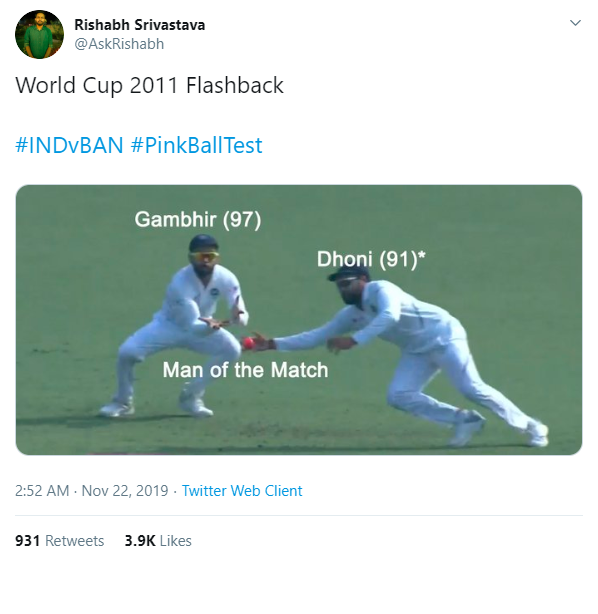 Rishabh Srivastava
@AskRishabh
World Cup 2011 Flashback
#INDvBAN #PinkBallTest
Gambhir (97)
Dhoni (91)*
Man of the Match
2:52 AM · Nov 22, 2019 · Twitter Web Client
931 Retweets 3.9K Likes